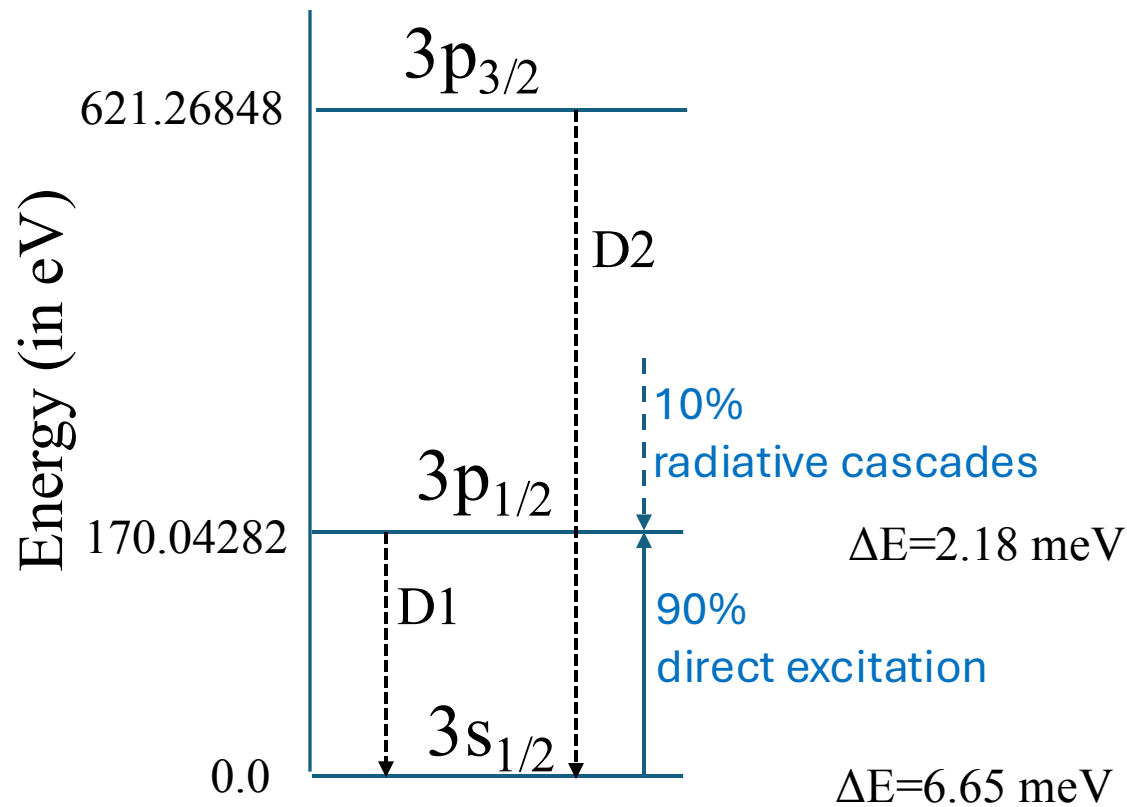 Energy (in eV)
3p3/2
621.26848
D2
10%
radiative cascades
3p1/2
170.04282
ΔE=2.18 meV
D1
90%
direct excitation
3s1/2
0.0
ΔE=6.65 meV